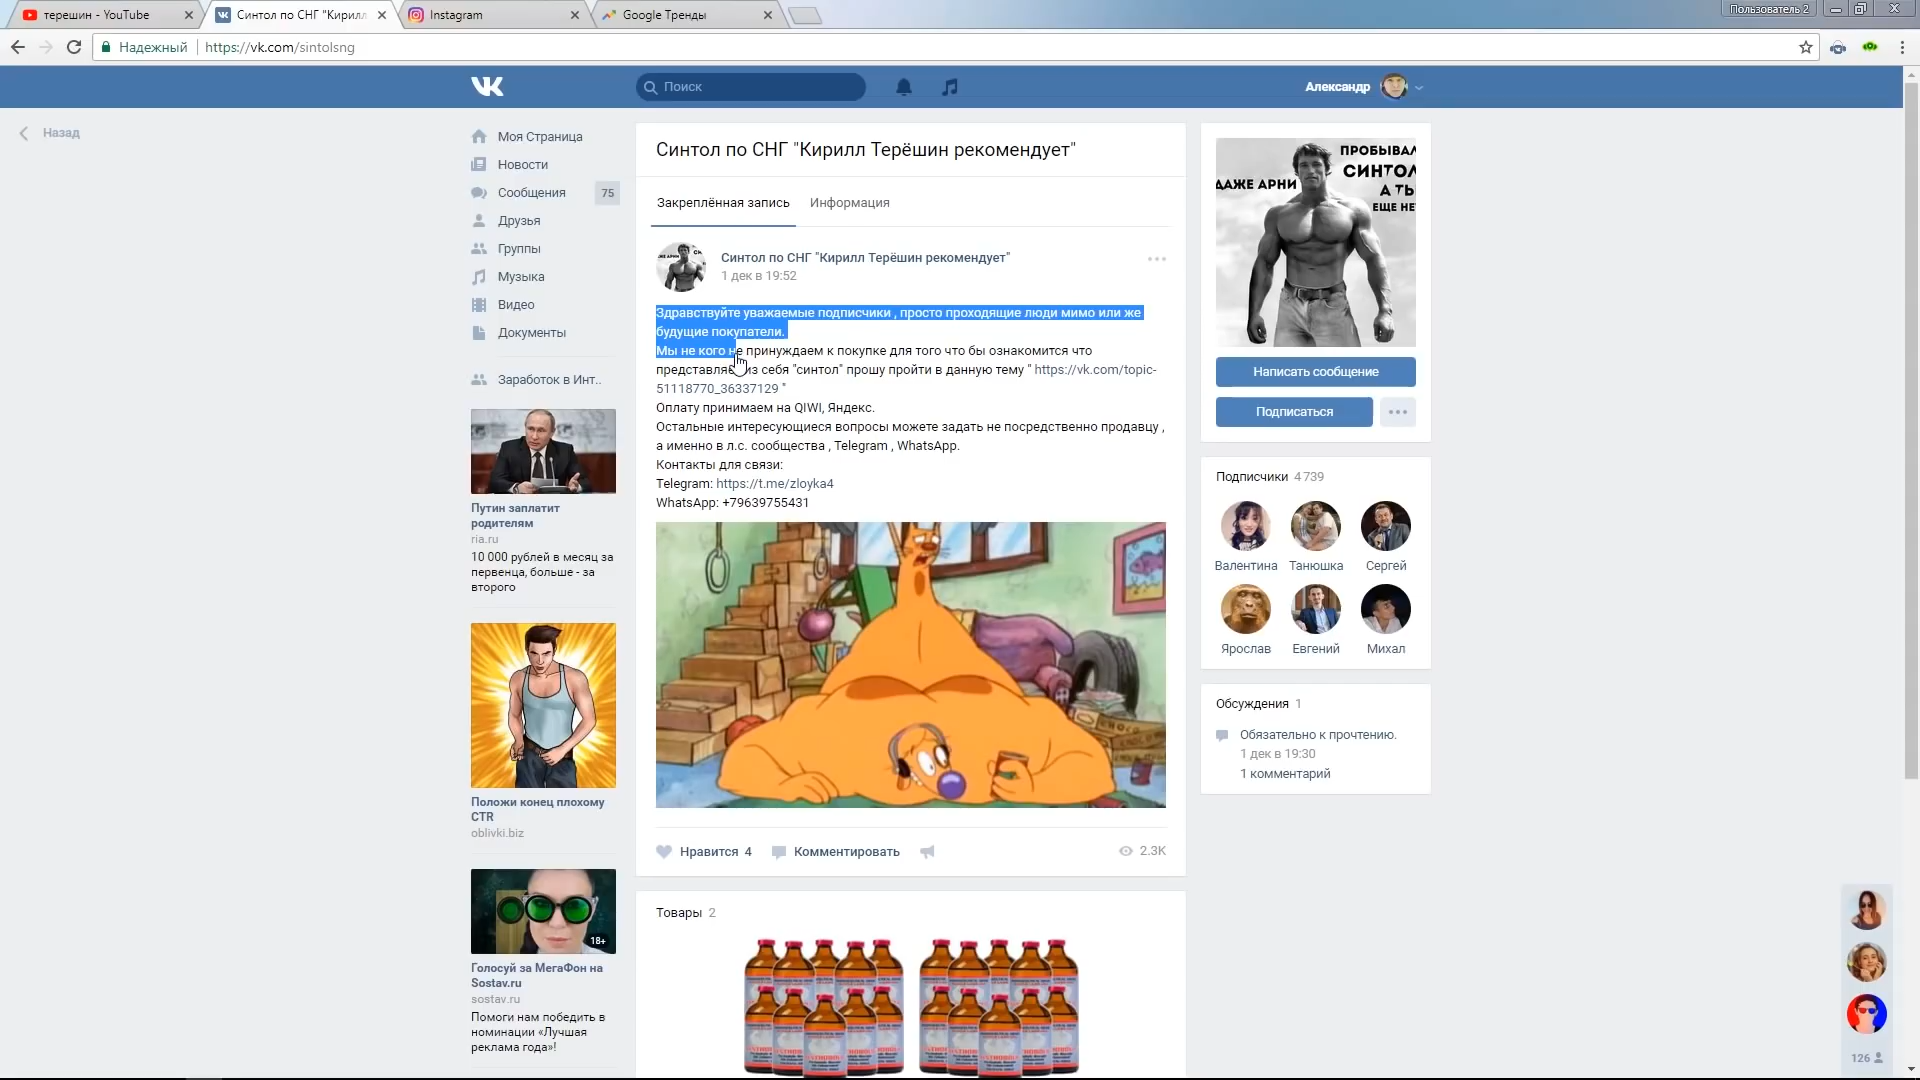 терешин - YouTube
Синтол по СНГ "Кирилл
Instagram
Google Тренды
Пользователь 2
Надежный
https://vk.com/sintolsng
Поиск
Александр
Назад
Моя Страница
Новости
Сообщения
75
Друзья
Группы
Музыка
Видео
Документы
Заработок в Инт..
Путин заплатит
родителям
ria.ru
10 000 рублей в месяц за
первенца, больше - за
второго
Положи конец плохому
CTR
oblivki.biz
18+
Голосуй за МегаФон на
Sostav.ru
sostav.ru
Помоги нам победить в
номинации «Лучшая
реклама года»!
Синтол по СНГ "Кирилл Терёшин рекомендует"
Закреплённая запись
Информация
Синтол по СНГ "Кирилл Терёшин рекомендует"
1 дек в 19:52
Здравствуйте уважаемые подписчики , просто проходящие люди мимо или же
будущие покупатели.
Мы не кого не принуждаем к покупке для того что бы ознакомится что
представляет из себя "синтол" прошу пройти в данную тему " https://vk.com/topic-
51118770_36337129 "
Оплату принимаем на QIWI, Яндекс.
Остальные интересующиеся вопросы можете задать не посредственно продавцу ,
а именно в л.с. сообщества , Telegram , WhatsApp.
Контакты для связи:
Telegram: https://t.me/zloyka4
WhatsApp: +79639755431
Нравится 4
Комментировать
2.3K
Товары 2
ПРОБЫВАЛ
ДАЖЕ АРНИ
СИНТОЛ
А ТЫ
ЕЩЕ НЕТ
Написать сообщение
Подписаться
Подписчики 4 739
Валентина
Танюшка
Сергей
Ярослав
Евгений
Михал
Обсуждения 1
Обязательно к прочтению.
1 дек в 19:30
1 комментарий
126